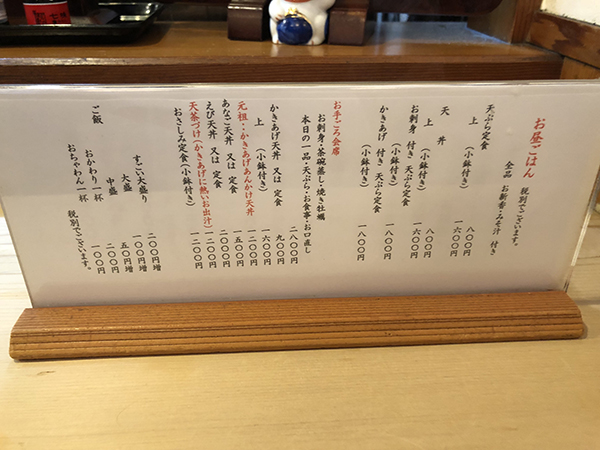 お昼ごはん
税別でございます。
全品 お新香・みそ汁 付き
天ぷら定食 八〇〇円
上 (小鉢付き) 一六〇〇円
天丼 八〇〇円
上 (小鉢付き) 一六〇〇円
お刺身 付き 天ぷら定食
(小鉢付き) 一八〇〇円
かきあげ 付き 天ぷら定食
(小鉢付き) 一八〇〇円
お手ごろ会席
お刺身・茶碗蒸し・焼き牡蠣
本日の一品・天ぷら・お食事・お口直し
二八〇〇円
かきあげ天丼 又は 定食 九〇〇円
上 (小鉢付き) 一六〇〇円
元祖・かきあげあんかけ天丼 一二〇〇円
あなご天丼 又は 定食 一五〇〇円
えび天丼 又は 定食 二〇〇〇円
天茶づけ(かきあげに熱いお出汁) 一二〇〇円
おさしみ定食(小鉢付き) 一二〇〇円
ご飯
すごい大盛り 二〇〇円増
大盛 一〇〇円増
中盛 五〇円増
おかわり一杯 二〇〇円
おちゃわん一杯 一〇〇円
税別でございます。